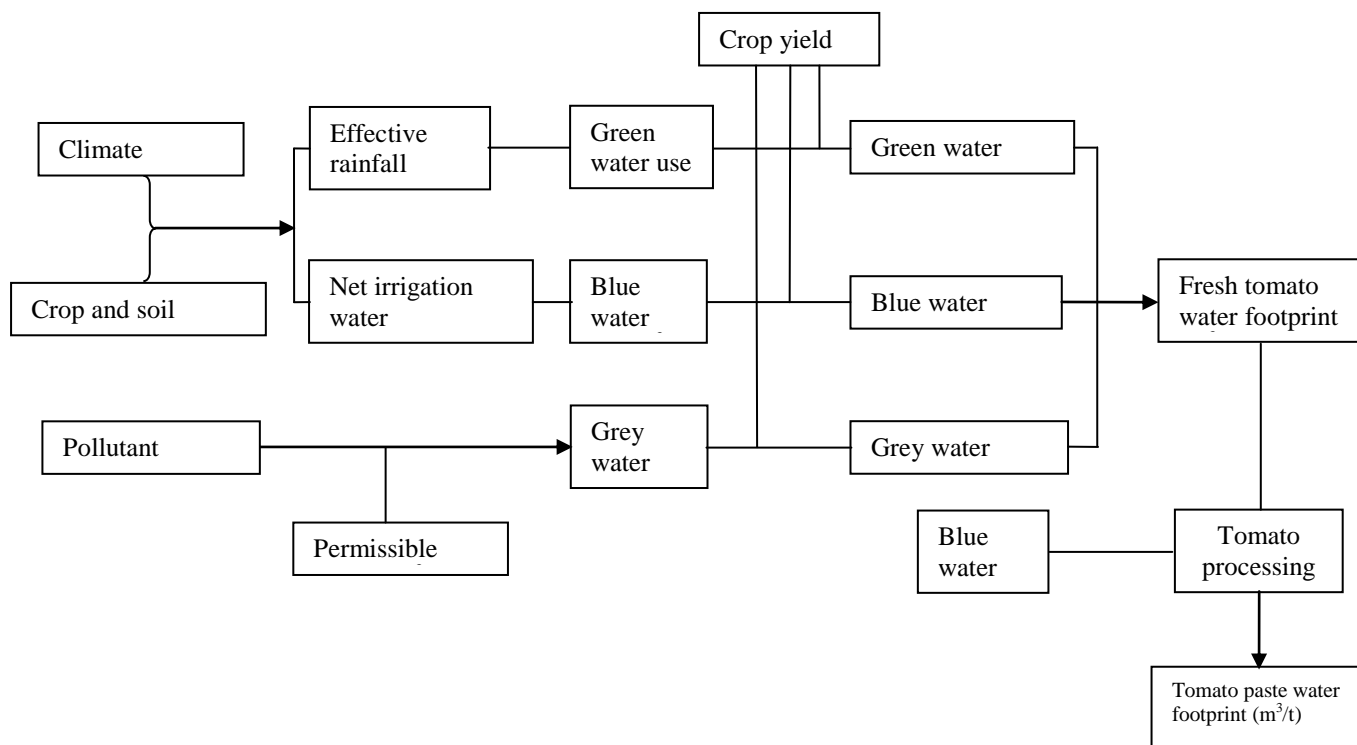 Crop yield
Climate
Effective
rainfall
Green
water use
Green water
Crop and soil
Net irrigation
water
Blue
water
Blue water
Fresh tomato
water footprint
Pollutant
Grey
water
Grey water
Permissible
Blue
water
Tomato
processing
Tomato paste water
footprint (m³/t)